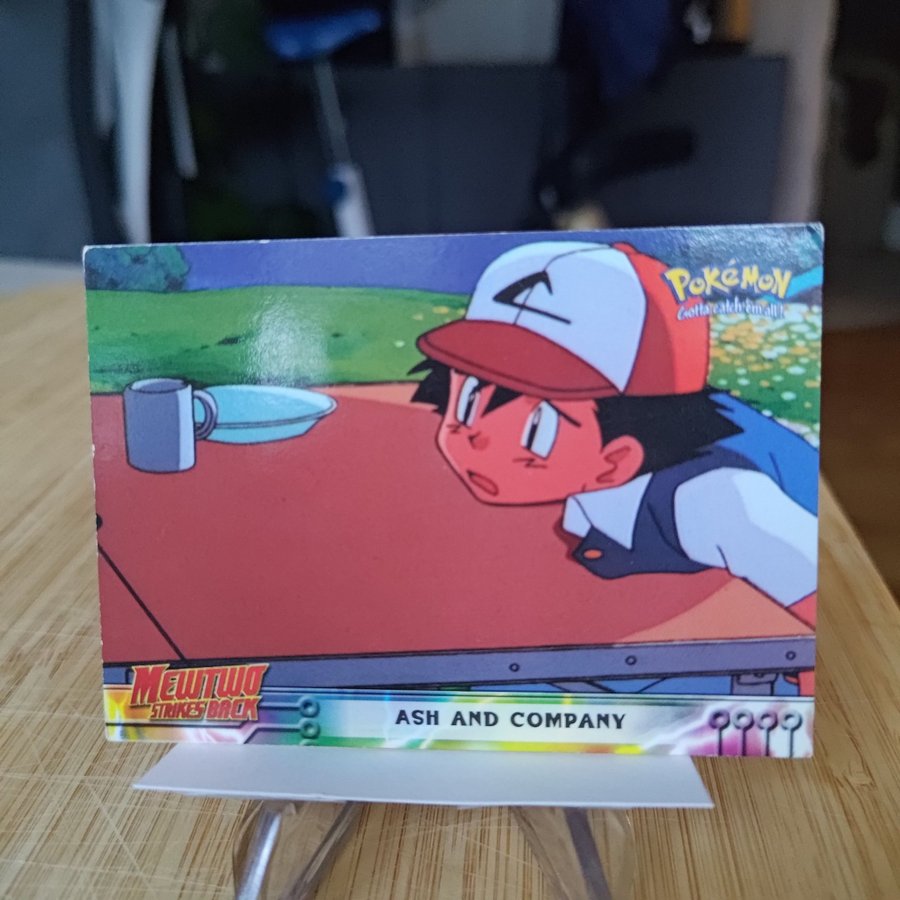 POKéMON
Gotta catch 'em all!
MEWTWO
STRIKES BACK
ASH AND COMPANY